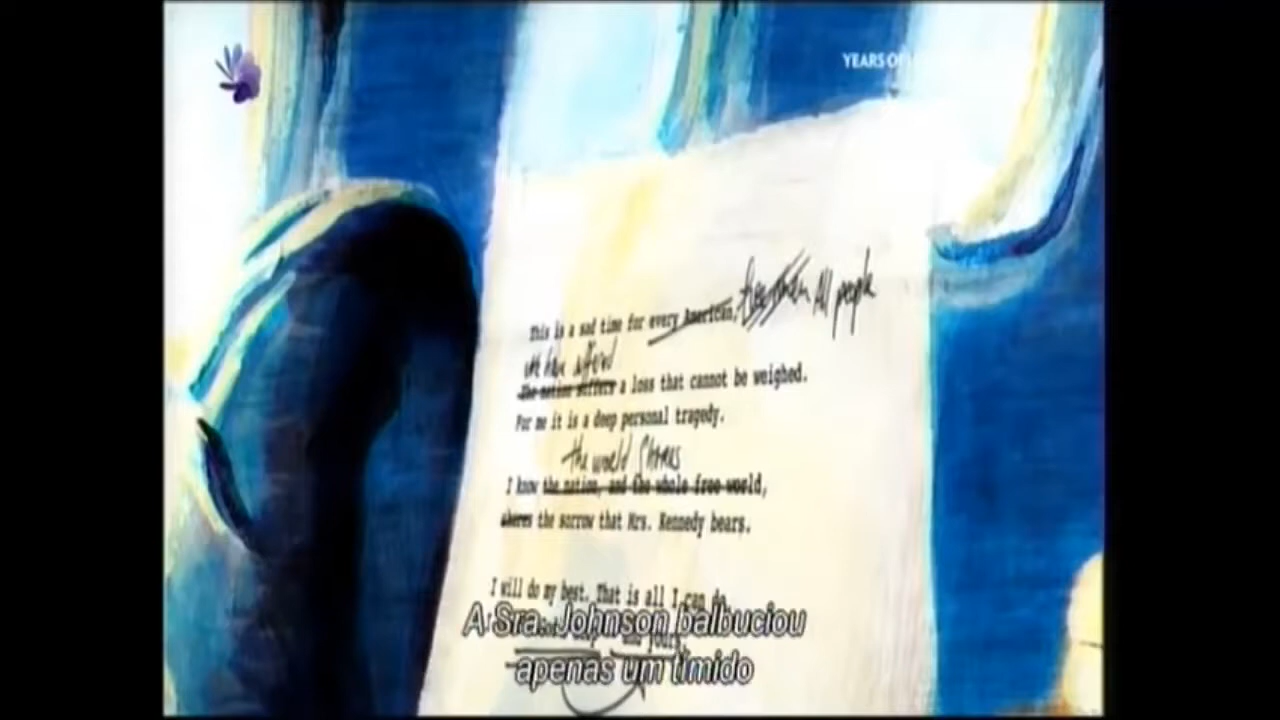 YEARS OF
All people
This is a sad time for every American,
The nation suffers a loss that cannot be weighed.
For me it is a deep personal tragedy.
the world shares
I know the nation, and the whole free world,
shares the sorrow that Mrs. Kennedy bears.
I will do my best. That is all I can do.
A Sra. Johnson balbuciou
apenas um tímido